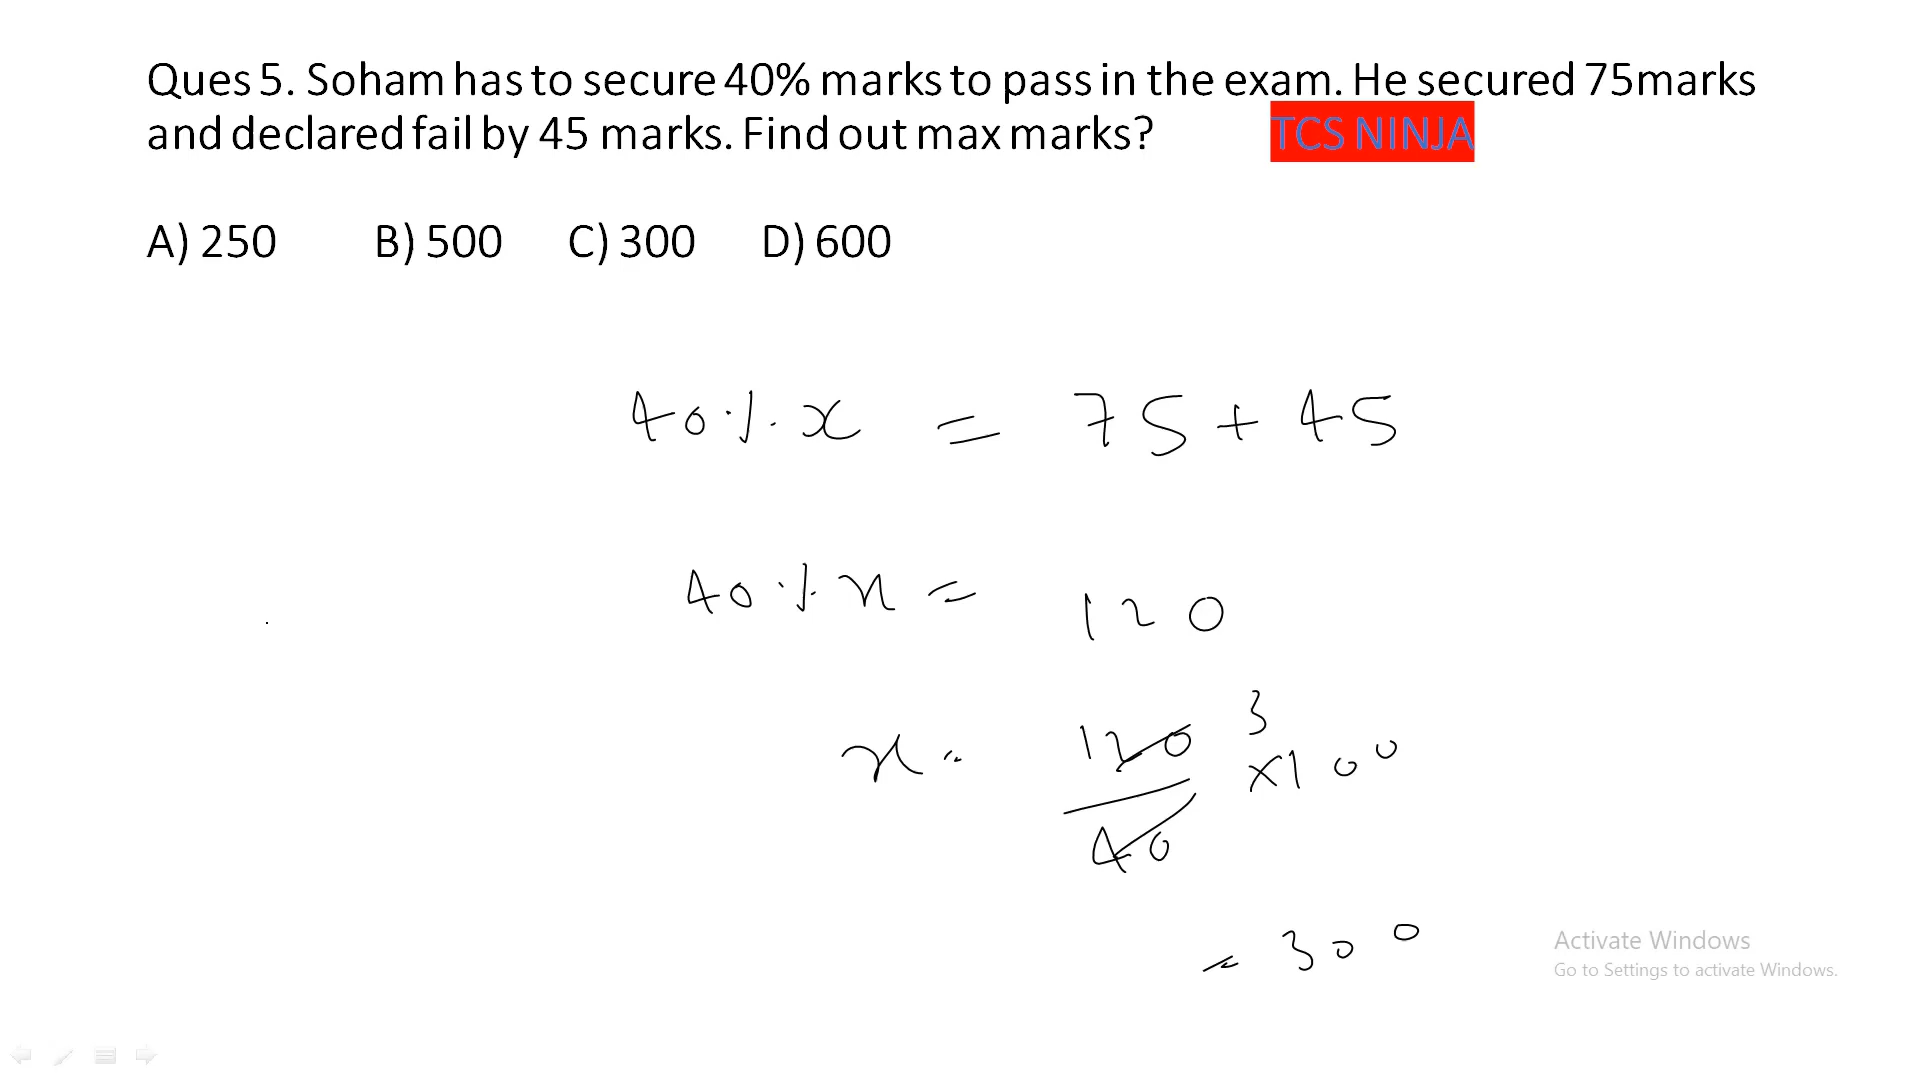 Ques 5. Soham has to secure 40% marks to pass in the exam. He secured 75marks
and declared fail by 45 marks. Find out max marks? TCS NINJA
A) 250 B) 500 C) 300 D) 600
40% x = 75 + 45
40% x = 120
3
x = 120 ×100
40
= 300
Activate Windows
Go to Settings to activate Windows.